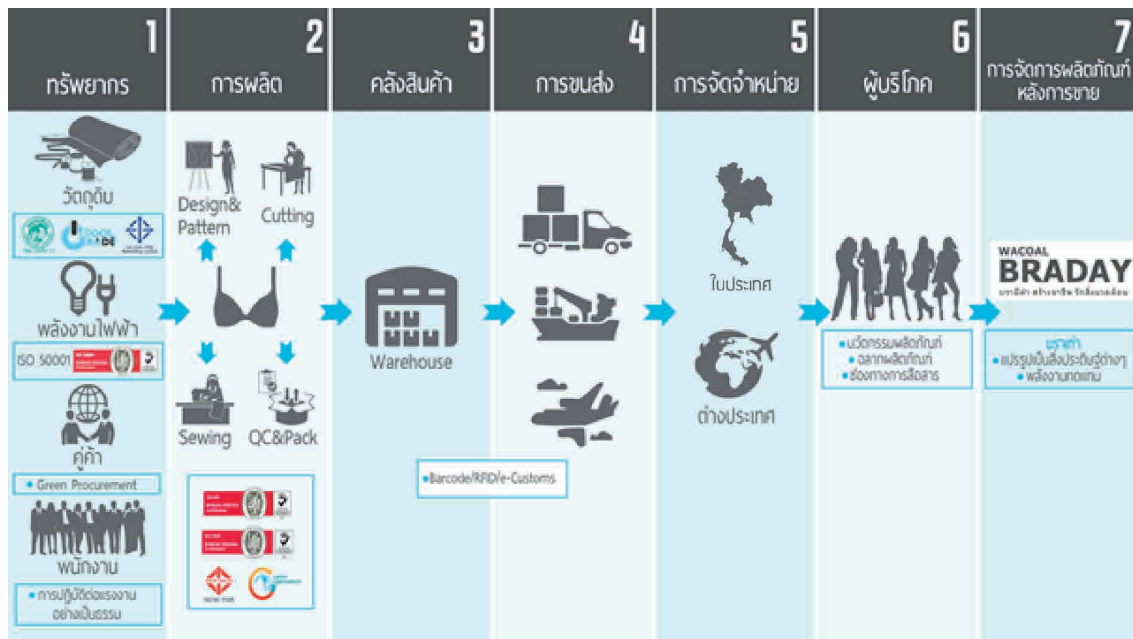 1
ทรัพยากร
วัตถุดิบ
พลังงานไฟฟ้า
ISO 50001
คู่ค้า
• Green Procurement
พนักงาน
• การปฏิบัติต่อแรงงาน
อย่างเป็นธรรม
2
การผลิต
Design&
Pattern
Cutting
Sewing
QC&Pack
3
คลังสินค้า
Warehouse
4
การขนส่ง
• Barcode/RFID/e-Customs
5
การจัดจำหน่าย
ในประเทศ
ต่างประเทศ
6
ผู้บริโภค
• นวัตกรรมผลิตภัณฑ์
• ฉลากผลิตภัณฑ์
• ช่องทางการสื่อสาร
7
การจัดการผลิตภัณฑ์
หลังการขาย
WACOAL
BRADAY
บราเก่า
• แปรรูปเป็นสิ่งประดิษฐ์ต่างๆ
• พลังงานทดแทน